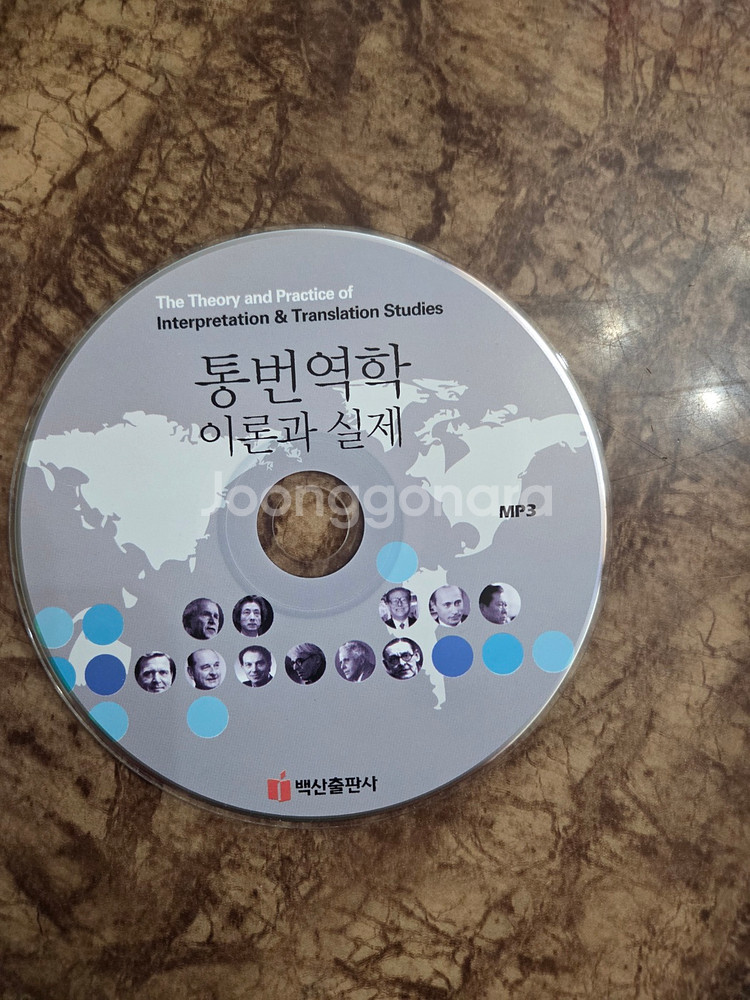 The Theory and Practice of
Interpretation & Translation Studies
통번역학
이론과 실제
Joonggonara
MP3
백산출판사